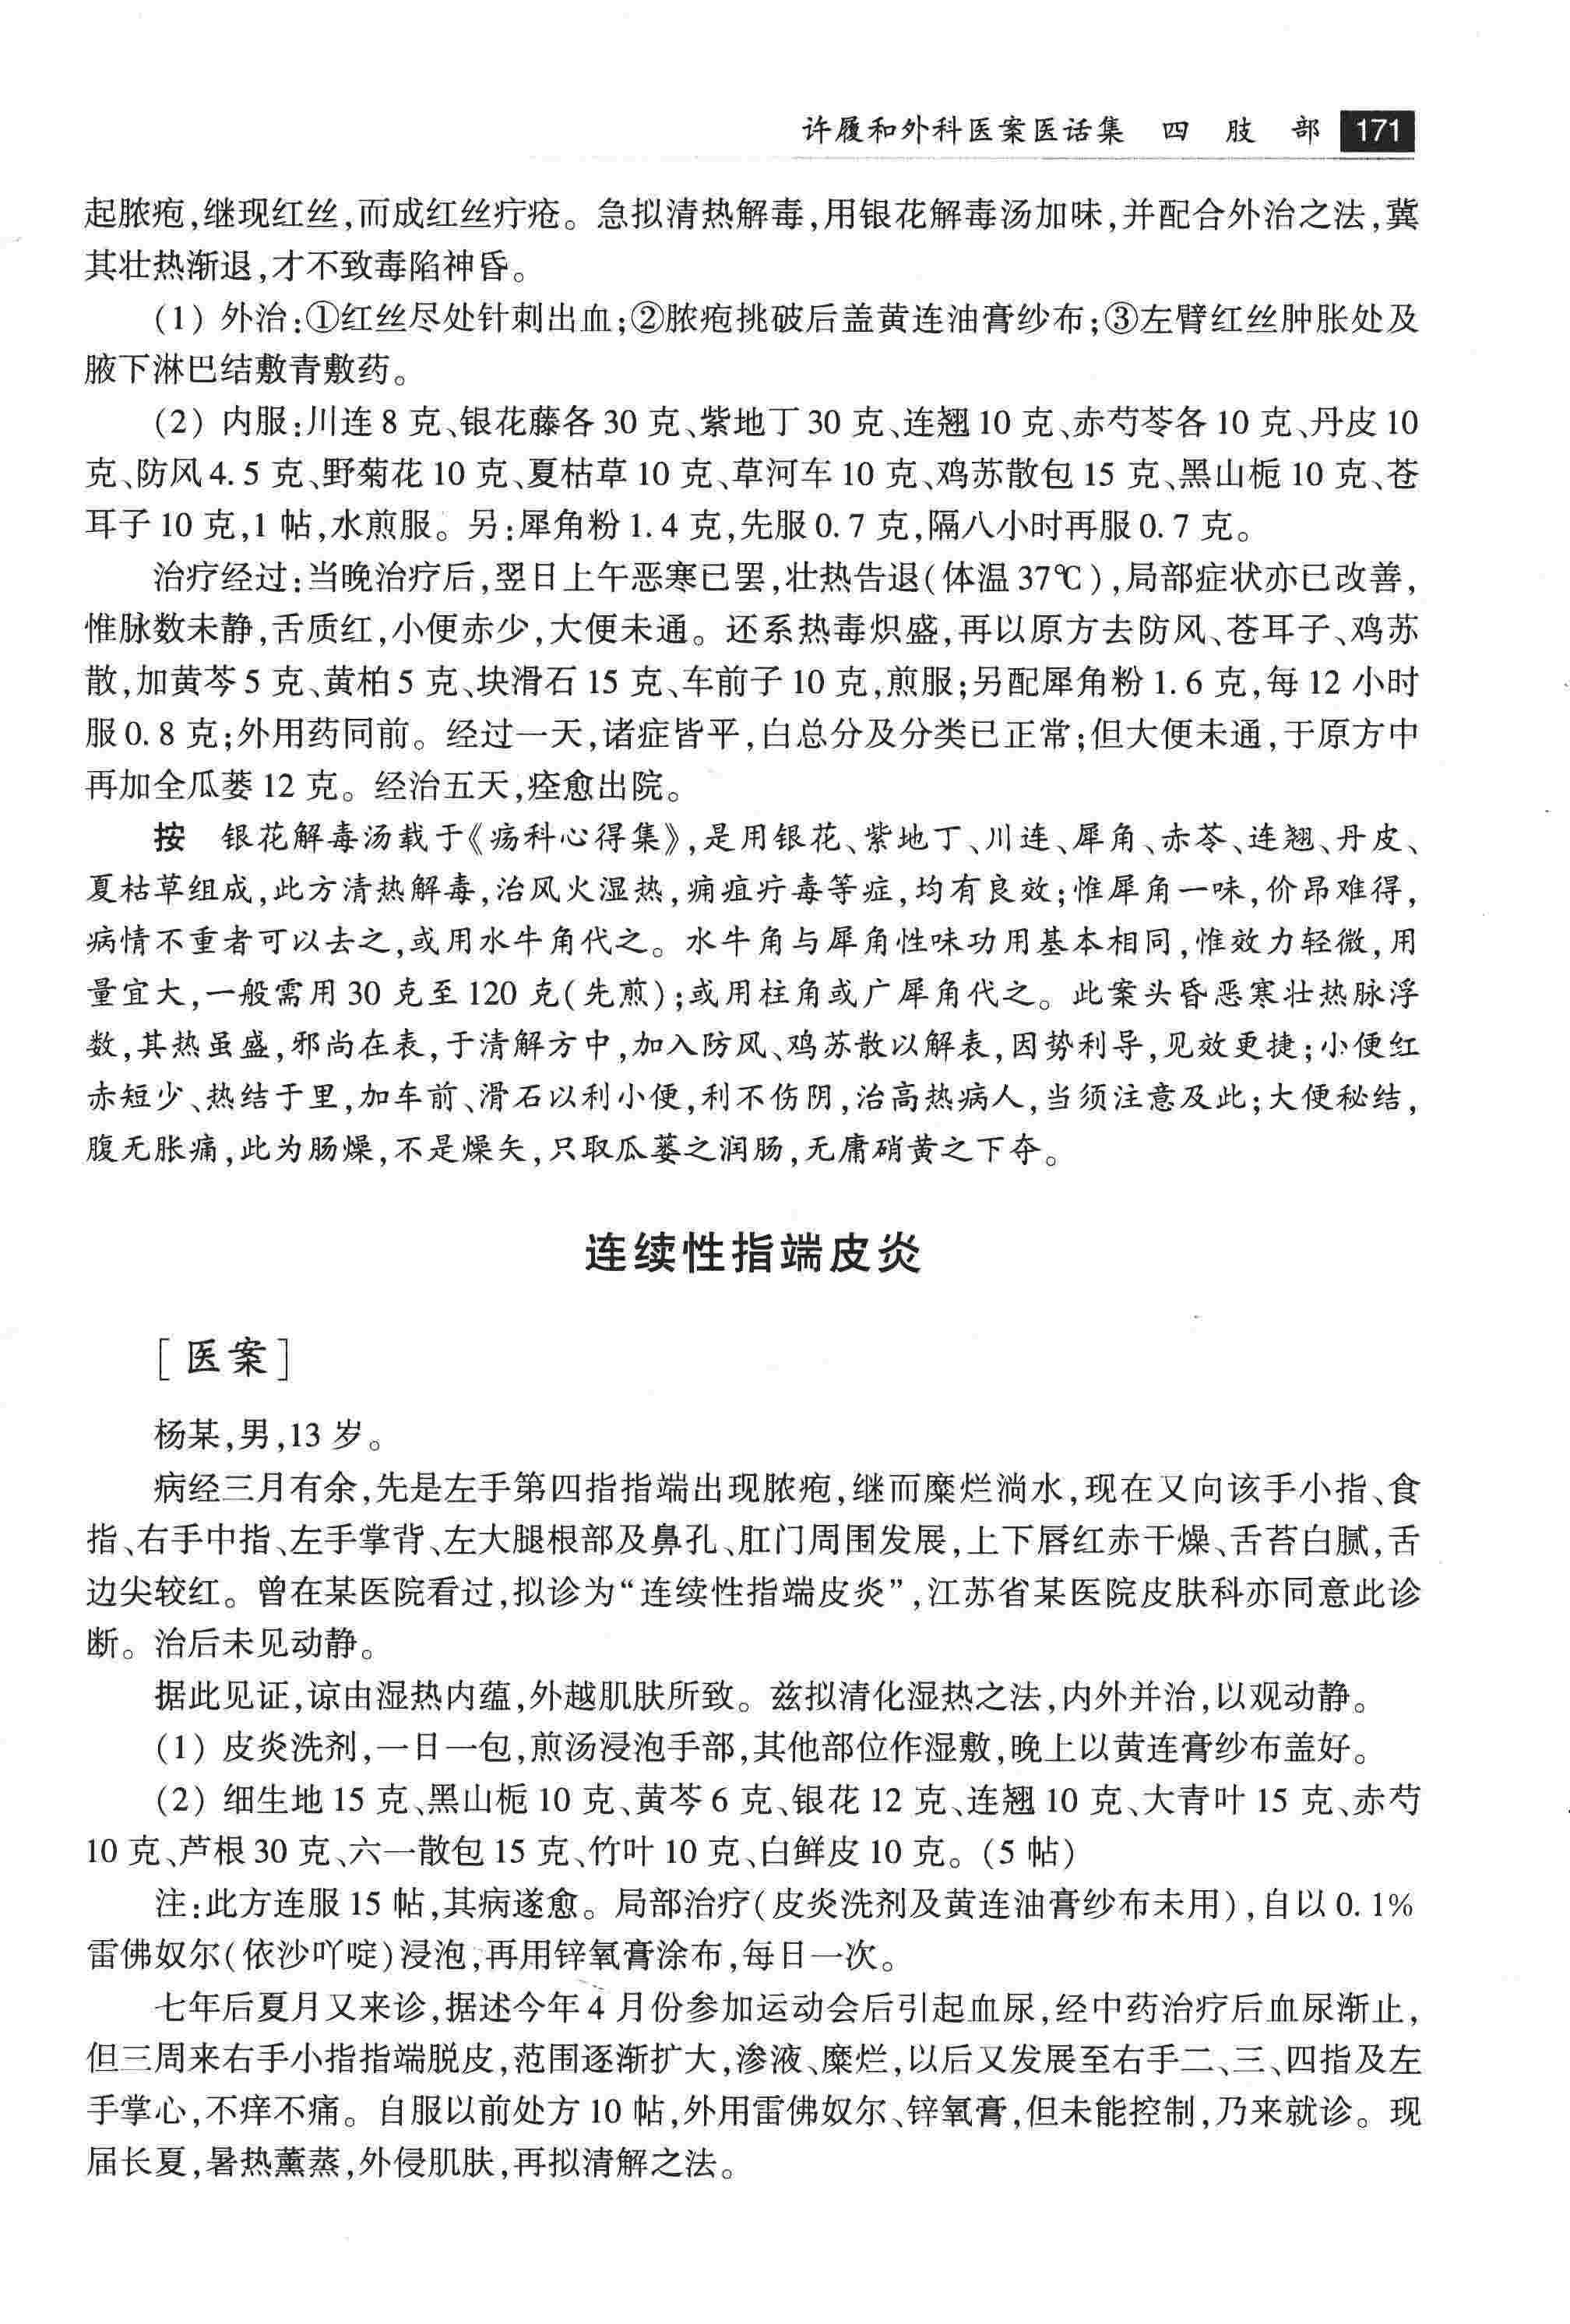 许履和外科医案医话集 四 肢 部 171
起脓疱,继现红丝,而成红丝疔疮。急拟清热解毒,用银花解毒汤加味,并配合外治之法,冀
其壮热渐退,才不致毒陷神昏。
(1) 外治:①红丝尽处针刺出血;②脓疱挑破后盖黄连油膏纱布;③左臂红丝肿胀处及
腋下淋巴结敷青敷药。
(2) 内服:川连 8 克、银花藤各 30 克、紫地丁 30 克、连翘 10 克、赤芍苓各 10 克、丹皮 10
克、防风 4.5 克、野菊花 10 克、夏枯草 10 克、草河车 10 克、鸡苏散包 15 克、黑山栀 10 克、苍
耳子 10 克,1 帖,水煎服。另:犀角粉 1.4 克,先服 0.7 克,隔八小时再服 0.7 克。
治疗经过:当晚治疗后,翌日上午恶寒已罢,壮热告退(体温 37℃),局部症状亦已改善,
惟脉数未静,舌质红,小便赤少,大便未通。还系热毒炽盛,再以原方去防风、苍耳子、鸡苏
散,加黄芩 5 克、黄柏 5 克、块滑石 15 克、车前子 10 克,煎服;另配犀角粉 1.6 克,每 12 小时
服 0.8 克;外用药同前。经过一天,诸症皆平,白总分及分类已正常;但大便未通,于原方中
再加全瓜蒌 12 克。经治五天,痊愈出院。
按 银花解毒汤载于《疡科心得集》,是用银花、紫地丁、川连、犀角、赤苓、连翘、丹皮、
夏枯草组成,此方清热解毒,治风火湿热,痈疽疔毒等症,均有良效;惟犀角一味,价昂难得,
病情不重者可以去之,或用水牛角代之。水牛角与犀角性味功用基本相同,惟效力轻微,用
量宜大,一般需用 30 克至 120 克(先煎);或用柱角或广犀角代之。此案头昏恶寒壮热脉浮
数,其热虽盛,邪尚在表,于清解方中,加入防风、鸡苏散以解表,因势利导,见效更捷;小便红
赤短少、热结于里,加车前、滑石以利小便,利不伤阴,治高热病人,当须注意及此;大便秘结,
腹无胀痛,此为肠燥,不是燥矢,只取瓜蒌之润肠,无庸硝黄之下夺。
连续性指端皮炎
[医案]
杨某,男,13 岁。
病经三月有余,先是左手第四指指端出现脓疱,继而糜烂淌水,现在又向该手小指、食
指、右手中指、左手掌背、左大腿根部及鼻孔、肛门周围发展,上下唇红赤干燥、舌苔白腻,舌
边尖较红。曾在某医院看过,拟诊为“连续性指端皮炎”,江苏省某医院皮肤科亦同意此诊
断。治后未见动静。
据此见证,谅由湿热内蕴,外越肌肤所致。兹拟清化湿热之法,内外并治,以观动静。
(1) 皮炎洗剂,一日一包,煎汤浸泡手部,其他部位作湿敷,晚上以黄连膏纱布盖好。
(2) 细生地 15 克、黑山栀 10 克、黄芩 6 克、银花 12 克、连翘 10 克、大青叶 15 克、赤芍
10 克、芦根 30 克、六一散包 15 克、竹叶 10 克、白鲜皮 10 克。(5 帖)
注:此方连服 15 帖,其病遂愈。局部治疗(皮炎洗剂及黄连油膏纱布未用),自以 0.1%
雷佛奴尔(依沙吖啶)浸泡,再用锌氧膏涂布,每日一次。
七年后夏月又来诊,据述今年 4 月份参加运动会后引起血尿,经中药治疗后血尿渐止,
但三周来右手小指指端脱皮,范围逐渐扩大,渗液、糜烂,以后又发展至右手二、三、四指及左
手掌心,不痒不痛。自服以前处方 10 帖,外用雷佛奴尔、锌氧膏,但未能控制,乃来就诊。现
届长夏,暑热薰蒸,外侵肌肤,再拟清解之法。